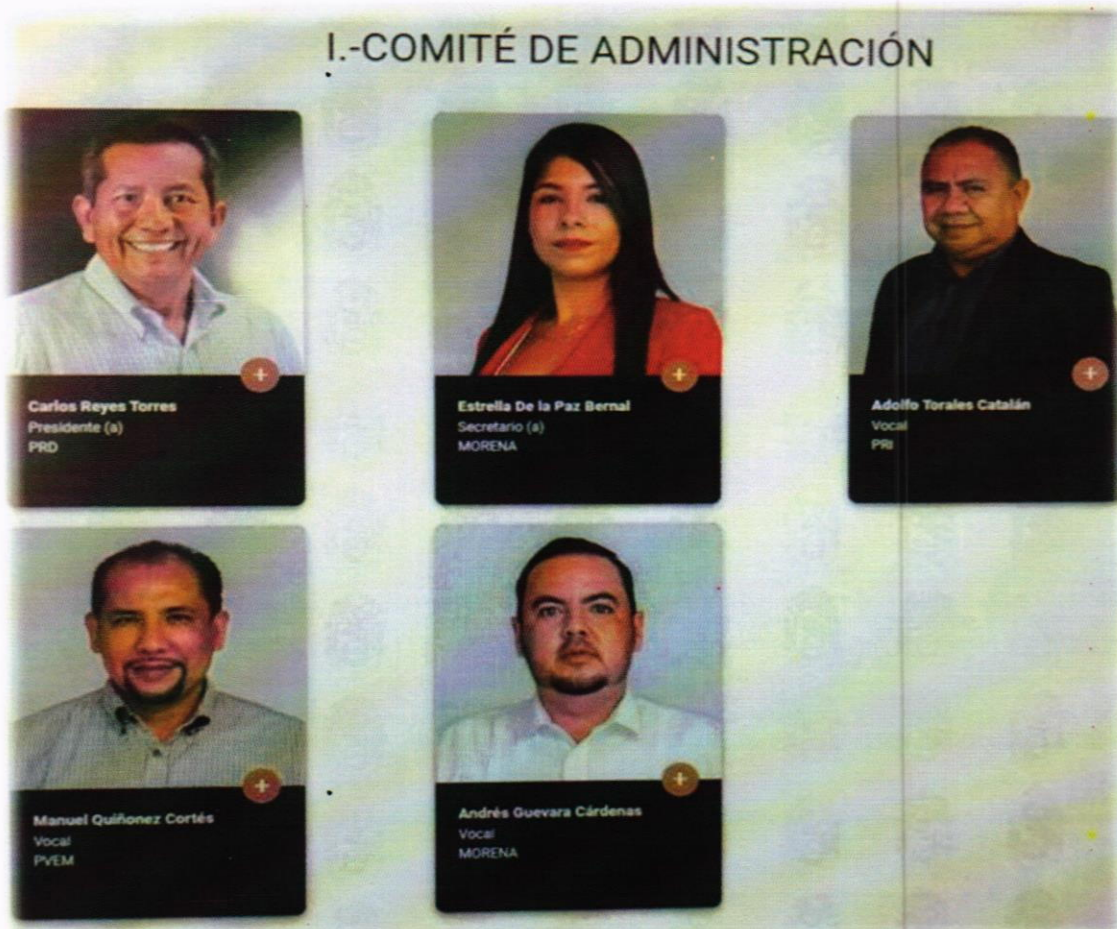 I.-COMITÉ DE ADMINISTRACIÓN
Carlos Reyes Torres
Presidente (a)
PRD
Estrella De la Paz Bernal
Secretario (a)
MORENA
Adolfo Torales Catalán
Vocal
PRI
Manuel Quiñonez Cortés
Vocal
PVEM
Andrés Guevara Cárdenas
Vocal
MORENA